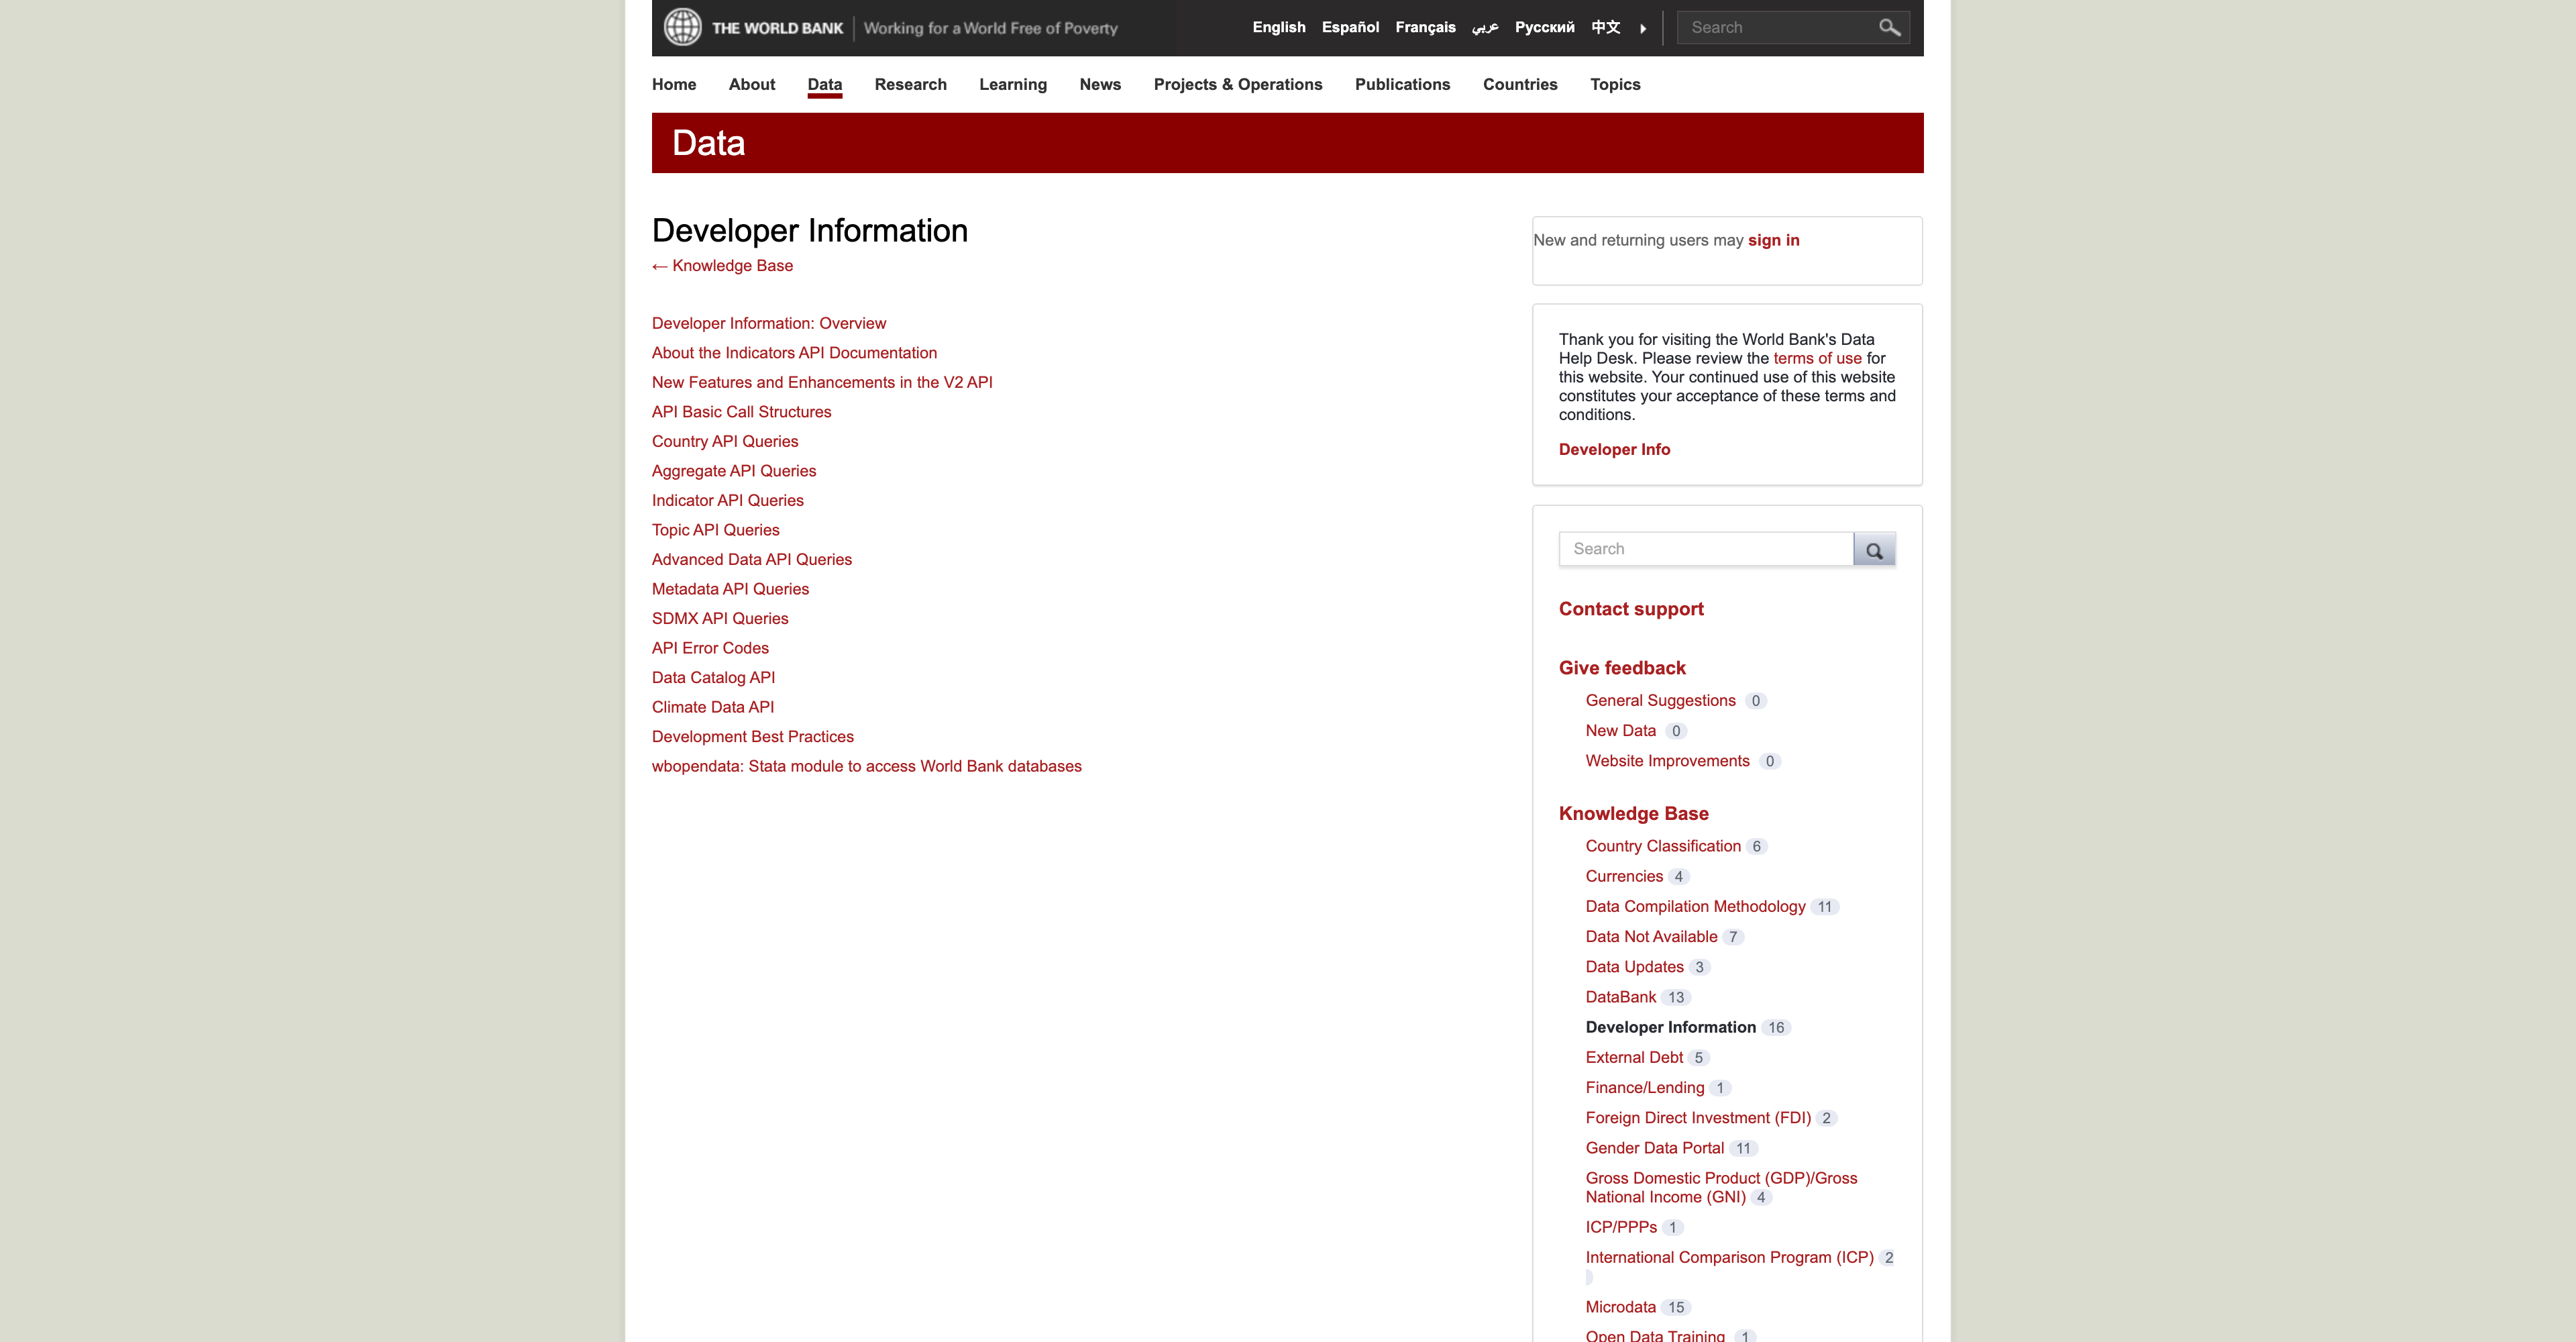 THE WORLD BANK | Working for a World Free of Poverty
English Español Français عربي Русский 中文
Search
Home About Data Research Learning News Projects & Operations Publications Countries Topics
Data
Developer Information
← Knowledge Base
Developer Information: Overview
About the Indicators API Documentation
New Features and Enhancements in the V2 API
API Basic Call Structures
Country API Queries
Aggregate API Queries
Indicator API Queries
Topic API Queries
Advanced Data API Queries
Metadata API Queries
SDMX API Queries
API Error Codes
Data Catalog API
Climate Data API
Development Best Practices
wbopendata: Stata module to access World Bank databases
New and returning users may sign in
Thank you for visiting the World Bank's Data
Help Desk. Please review the terms of use for
this website. Your continued use of this website
constitutes your acceptance of these terms and
conditions.
Developer Info
Search
Contact support
Give feedback
General Suggestions 0
New Data 0
Website Improvements 0
Knowledge Base
Country Classification 6
Currencies 4
Data Compilation Methodology 11
Data Not Available 7
Data Updates 3
DataBank 13
Developer Information 16
External Debt 5
Finance/Lending 1
Foreign Direct Investment (FDI) 2
Gender Data Portal 11
Gross Domestic Product (GDP)/Gross
National Income (GNI) 4
ICP/PPPs 1
International Comparison Program (ICP) 2
Microdata 15
Open Data Training 1